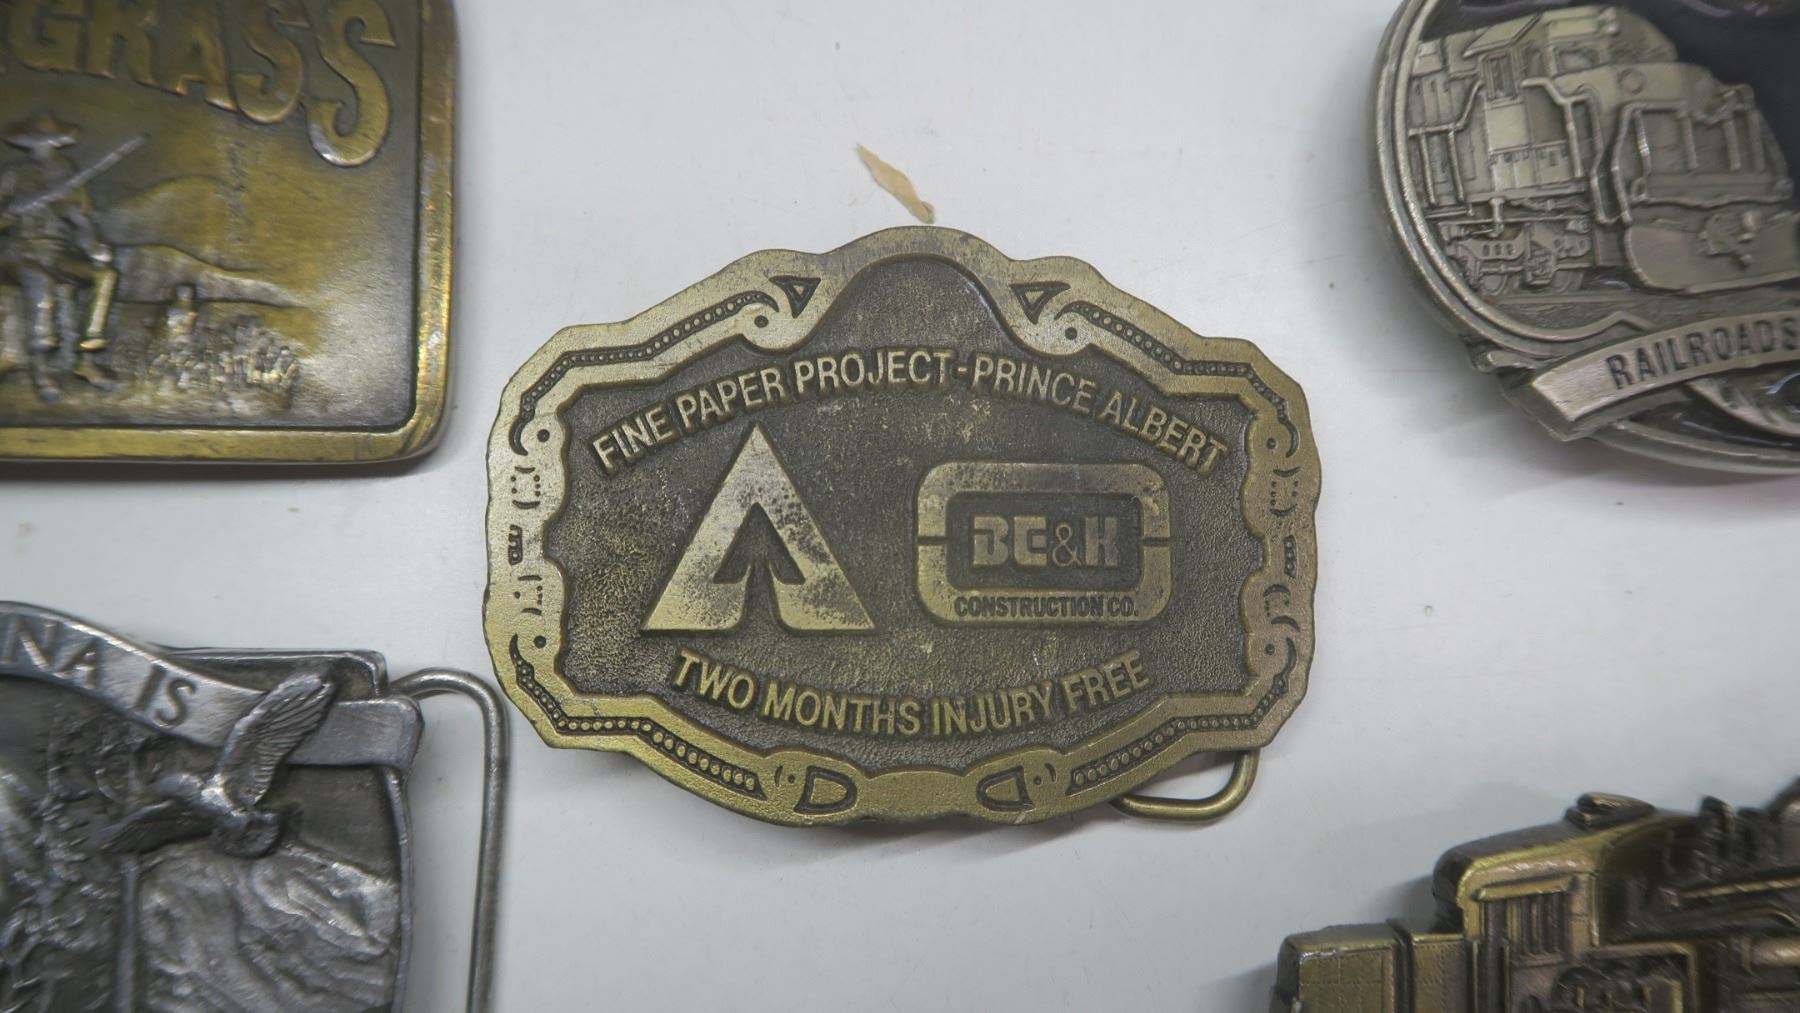 GRASS
RAILROADS
FINE PAPER PROJECT-PRINCE ALBERT
BE&K
CONSTRUCTION CO.
TWO MONTHS INJURY FREE
NA IS